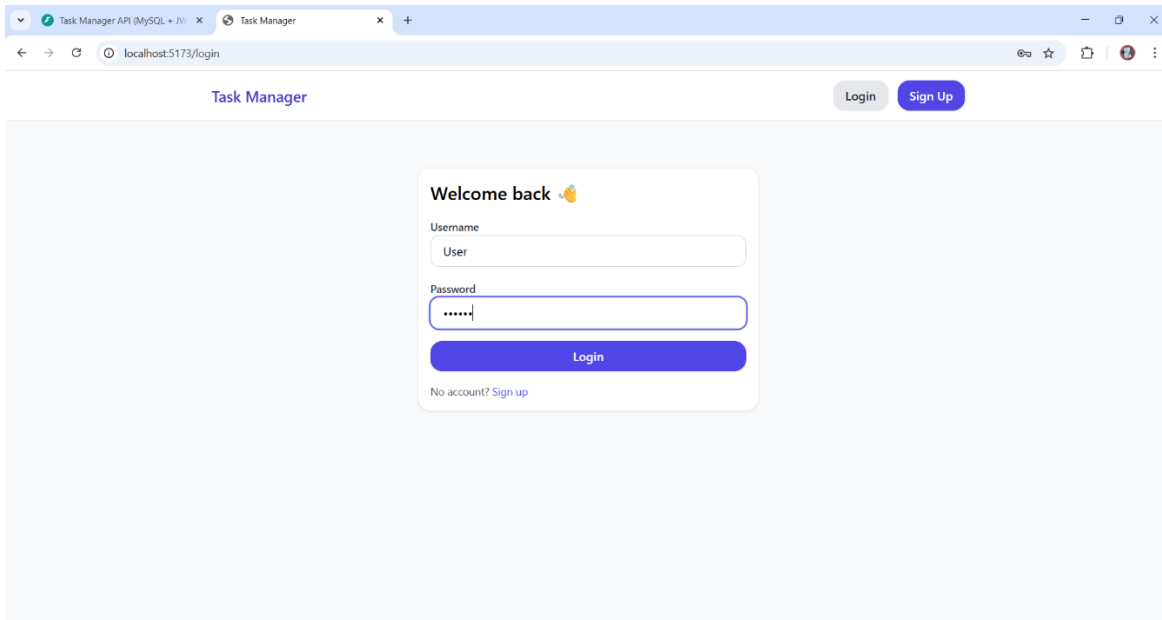 Task Manager API (MySQL + JW
Task Manager
localhost:5173/login
Task Manager
Login
Sign Up
Welcome back 👋
Username
User
Password
••••••
Login
No account? Sign up